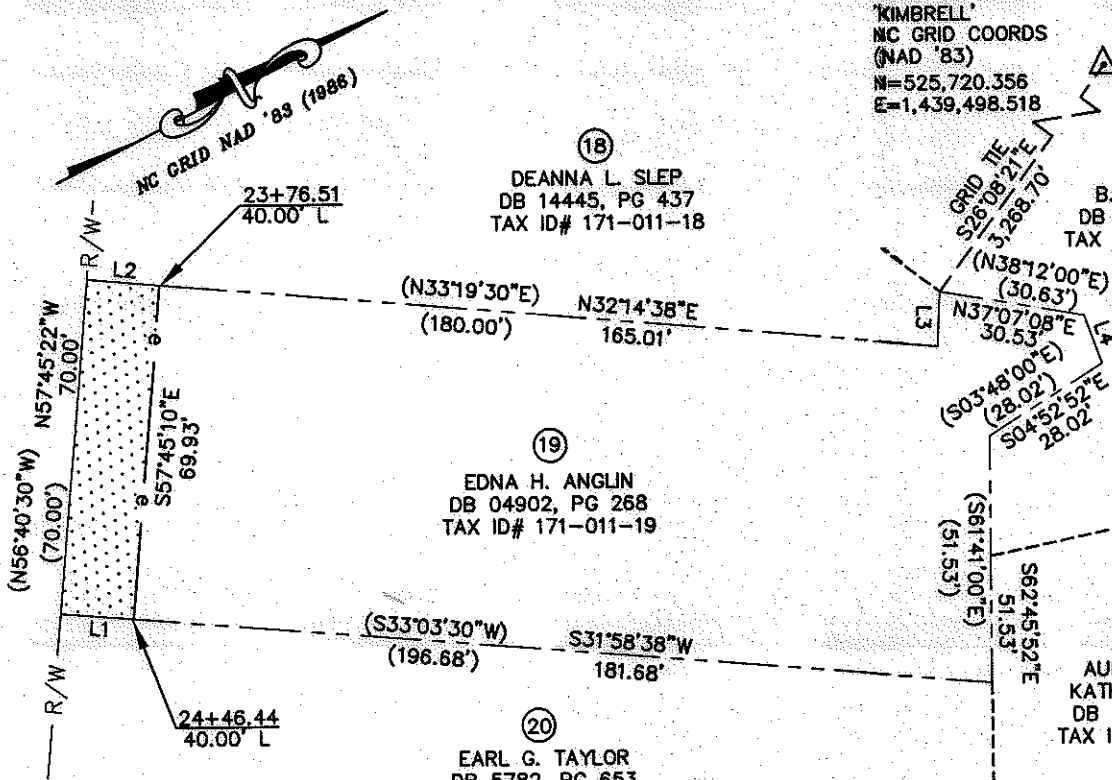 'KIMBRELL'
NC GRID COORDS
(NAD '83)
N=525,720.356
E=1,439,498.518
NC GRID NAD '83 (1986)
18
DEANNA L. SLEP
DB 14445, PG 437
TAX ID# 171-011-18
23+76.51
40.00' L
GRID TIE
S26°08'21"E
3,268.70'
B.
DB
TAX
R/W
L2
(N33°19'30"E)
(180.00')
N32°14'38"E
165.01'
(N38°12'00"E)
(30.63')
N37°07'08"E
30.53'
L3
L4
(S03°48'00"E)
(28.02')
S04°52'52"E
28.02'
N57°45'22"W
70.00'
(N56°40'30"W)
(70.00')
e
S57°45'10"E
69.93'
e
19
EDNA H. ANGLIN
DB 04902, PG 268
TAX ID# 171-011-19
(S61°41'00"E)
(51.53')
S62°45'52"E
51.53'
L1
(S33°03'30"W)
(196.68')
S31°58'38"W
181.68'
R/W
24+46.44
40.00' L
20
EARL G. TAYLOR
DB 5782, PG 653
AU
KAT
DB
TAX I